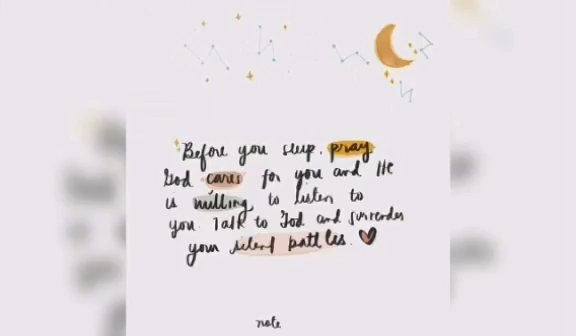 Before you sleep, pray
God cares for you and He
is willing to listen to
you. Talk to God and surrender
your silent battles.
note